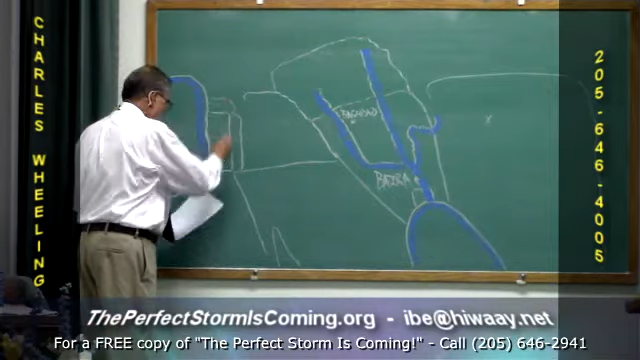 CHARLES WHEELING
BAGHDAD
BAZRA
205-646-4005
ThePerfectStormIsComing.org - ibe@hiwaay.net
For a FREE copy of "The Perfect Storm Is Coming!" - Call (205) 646-2941